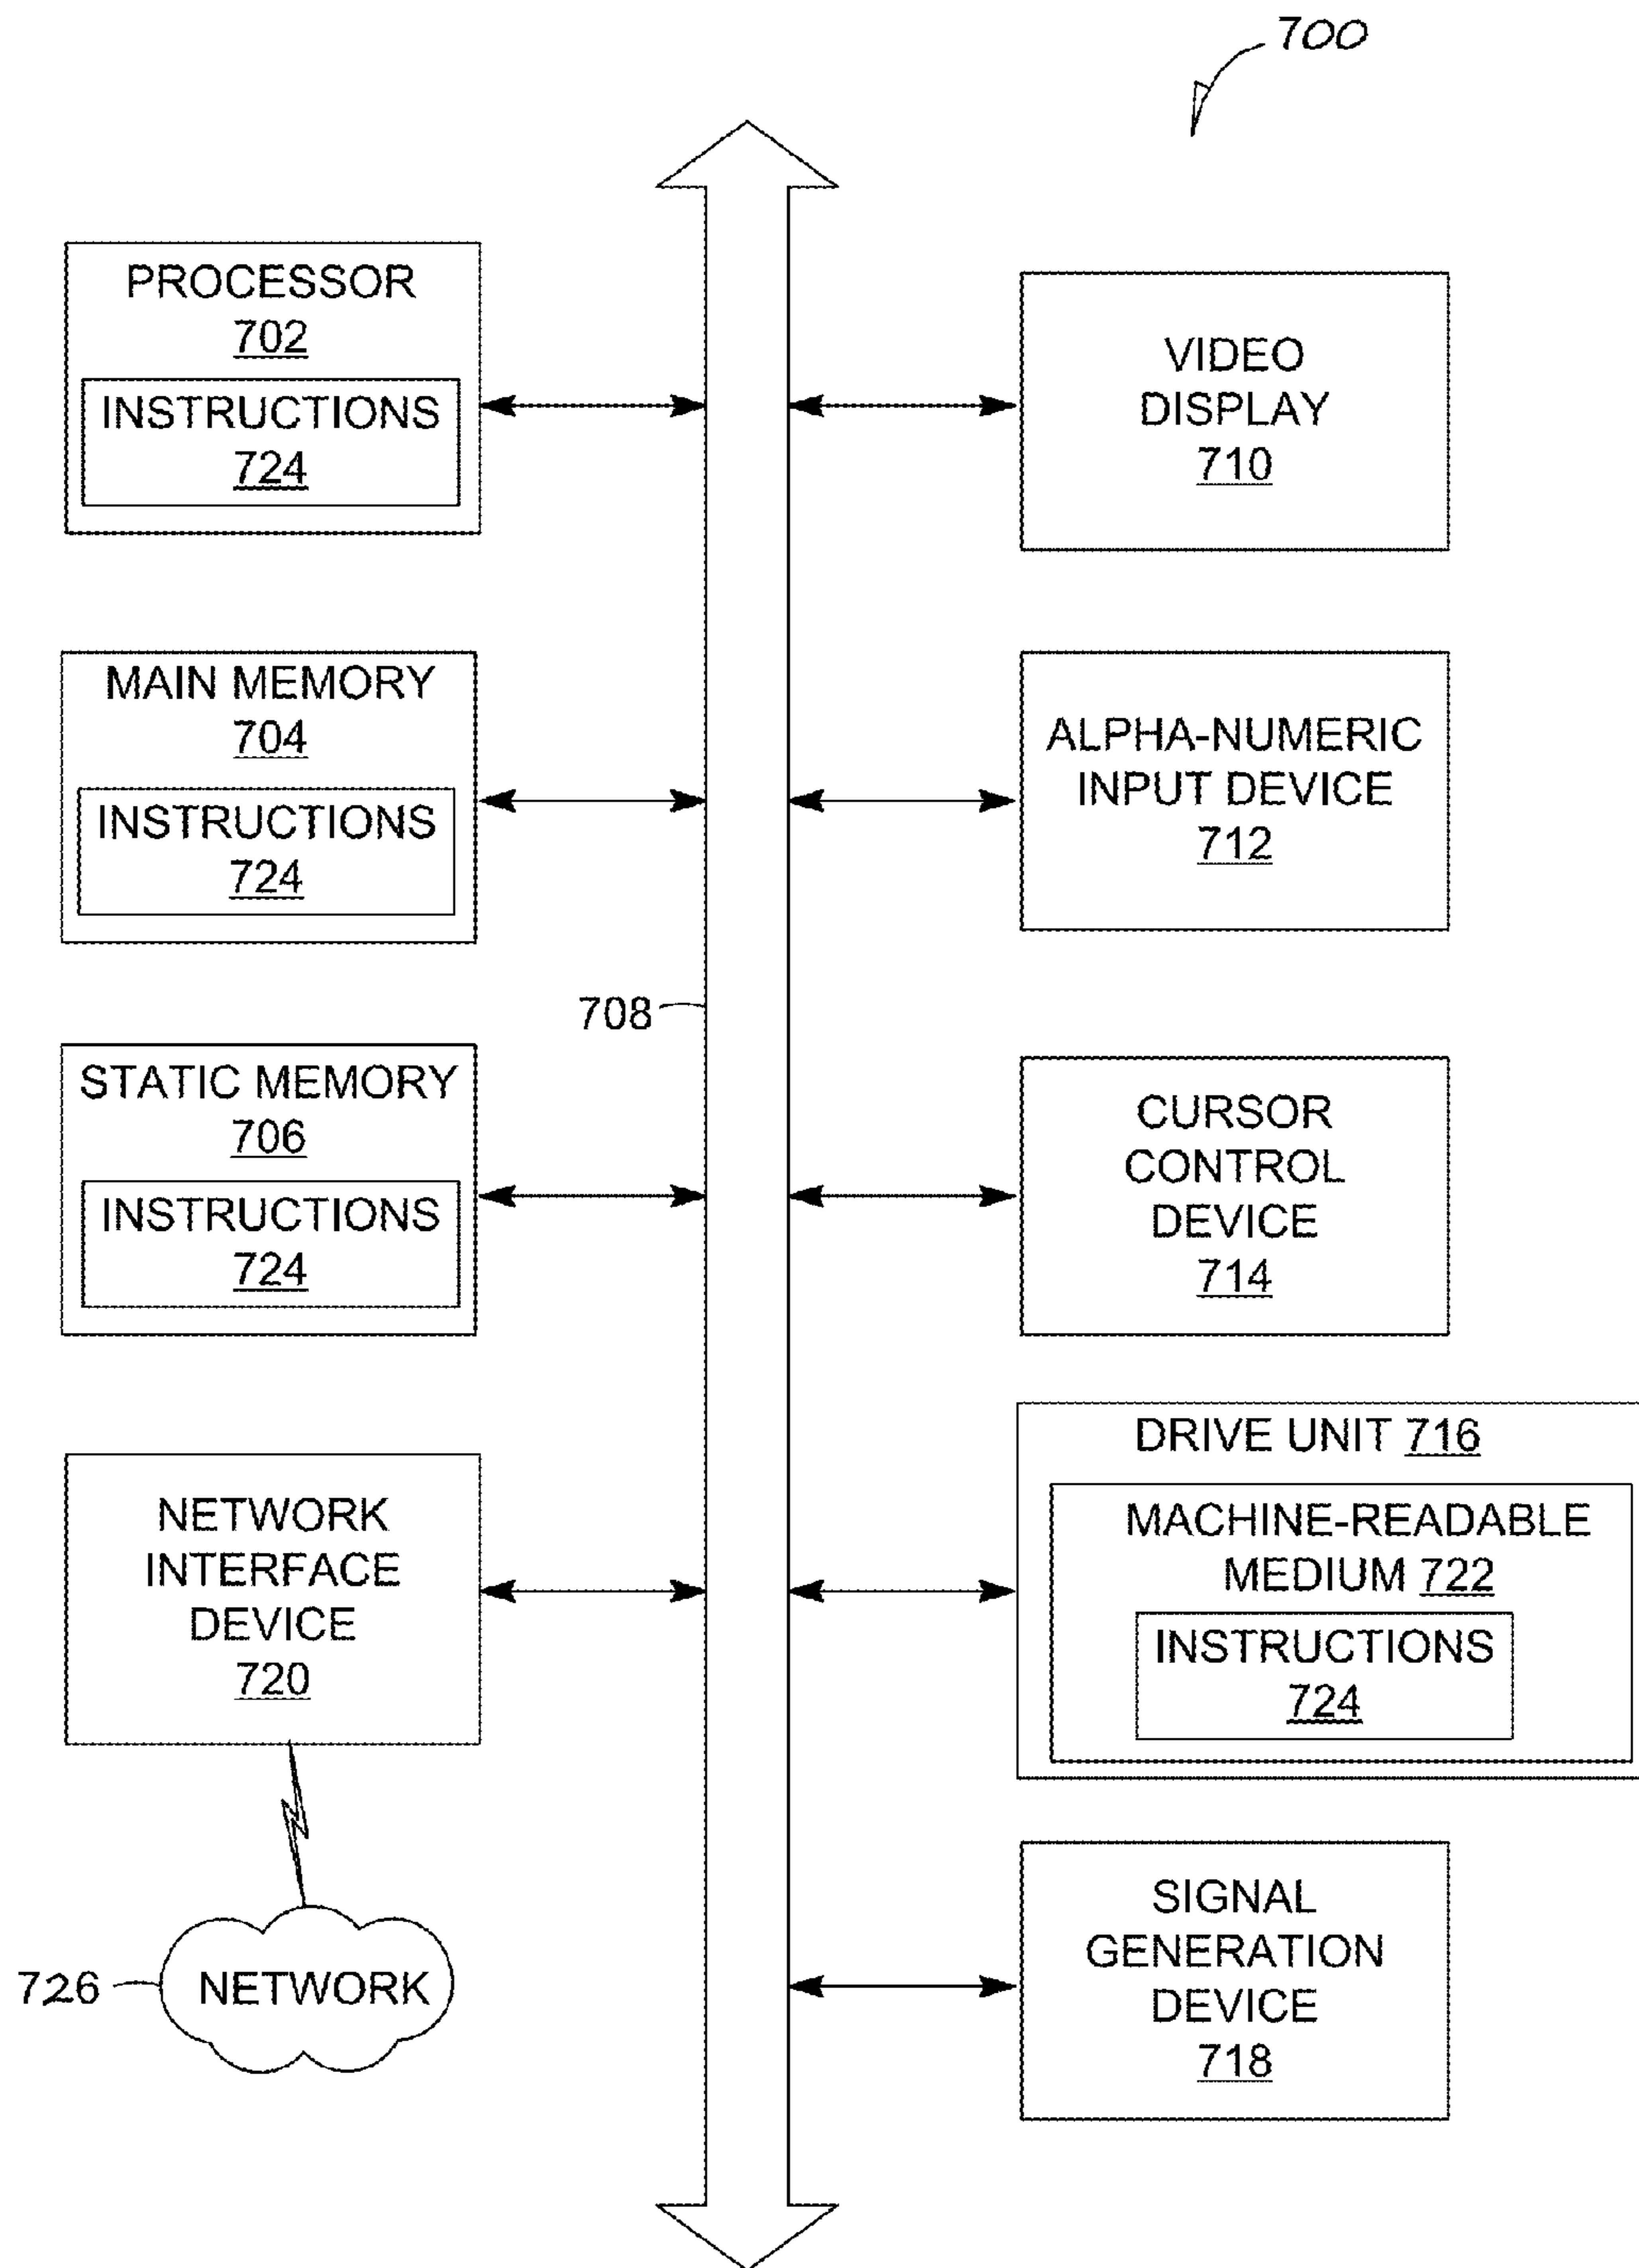 700
PROCESSOR
702
INSTRUCTIONS
724
MAIN MEMORY
704
INSTRUCTIONS
724
708
STATIC MEMORY
706
INSTRUCTIONS
724
NETWORK
INTERFACE
DEVICE
720
726
NETWORK
VIDEO
DISPLAY
710
ALPHA-NUMERIC
INPUT DEVICE
712
CURSOR
CONTROL
DEVICE
714
DRIVE UNIT 716
MACHINE-READABLE
MEDIUM 722
INSTRUCTIONS
724
SIGNAL
GENERATION
DEVICE
718